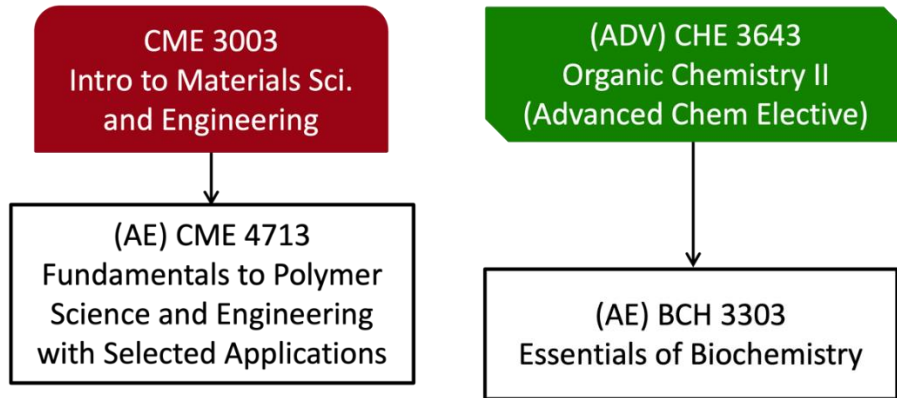 CME 3003
Intro to Materials Sci.
and Engineering
(ADV) CHE 3643
Organic Chemistry II
(Advanced Chem Elective)
(AE) CME 4713
Fundamentals to Polymer
Science and Engineering
with Selected Applications
(AE) BCH 3303
Essentials of Biochemistry